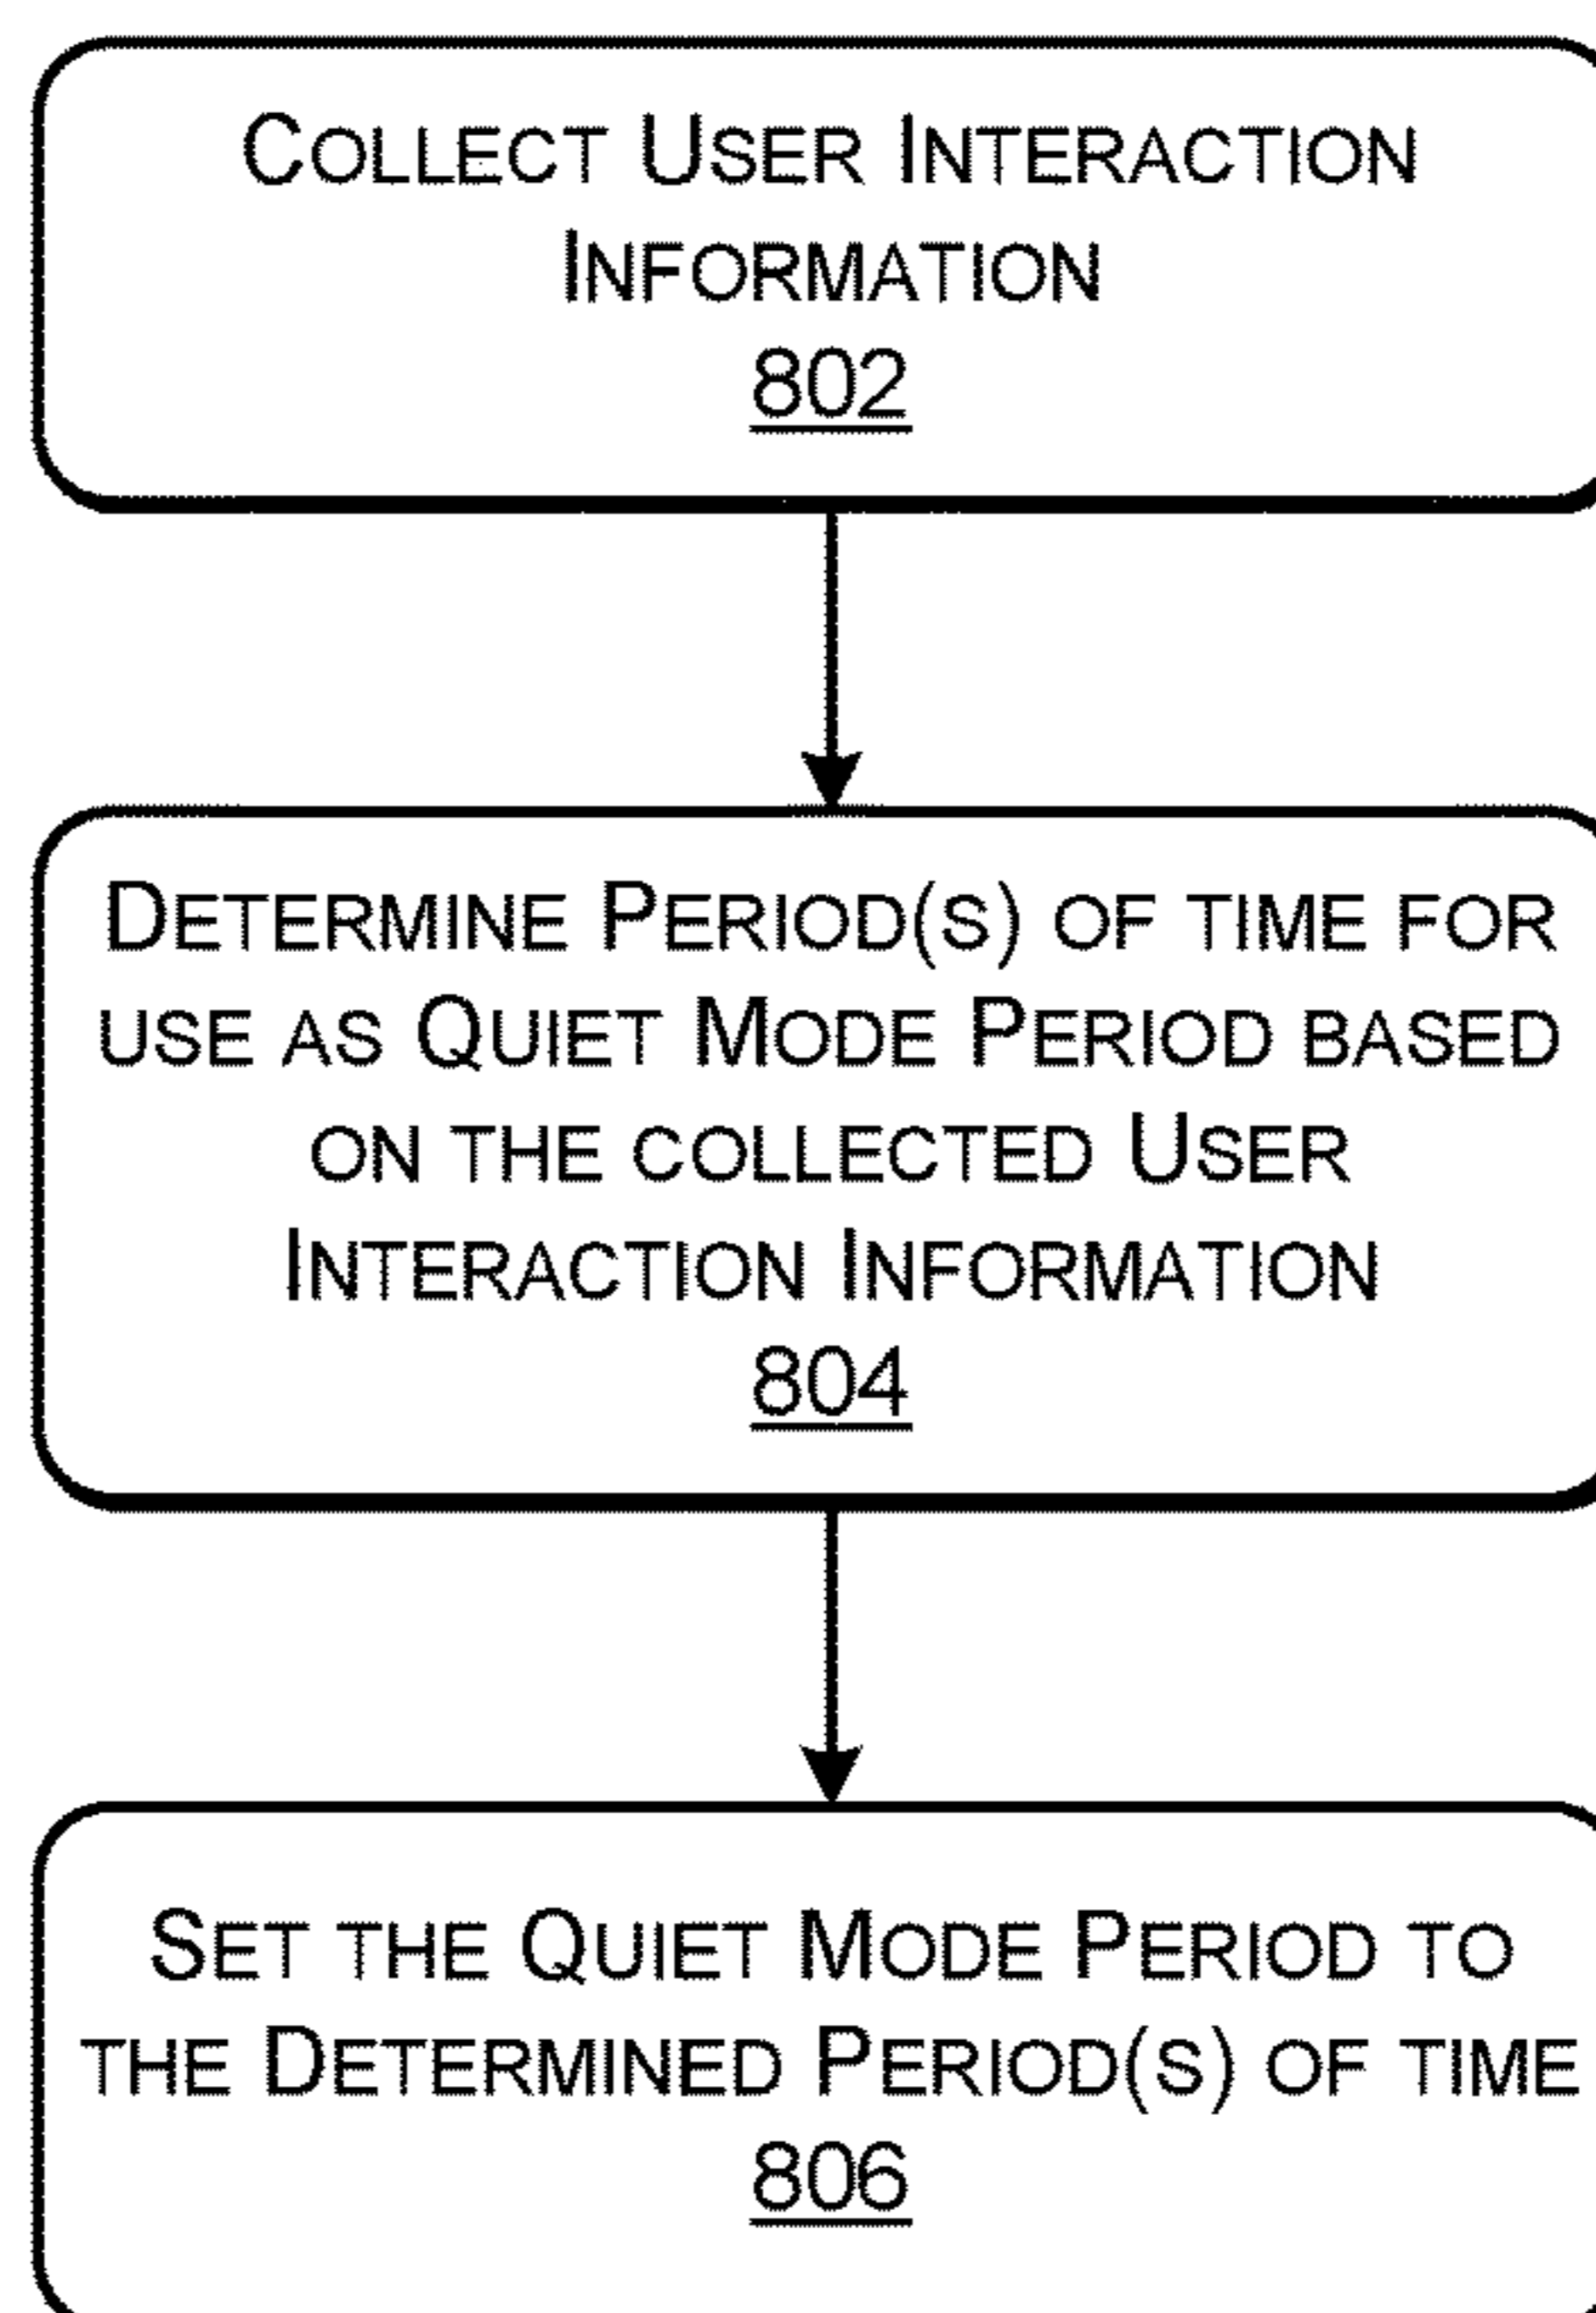 COLLECT USER INTERACTION
INFORMATION
802
DETERMINE PERIOD(S) OF TIME FOR
USE AS QUIET MODE PERIOD BASED
ON THE COLLECTED USER
INTERACTION INFORMATION
804
SET THE QUIET MODE PERIOD TO
THE DETERMINED PERIOD(S) OF TIME
806